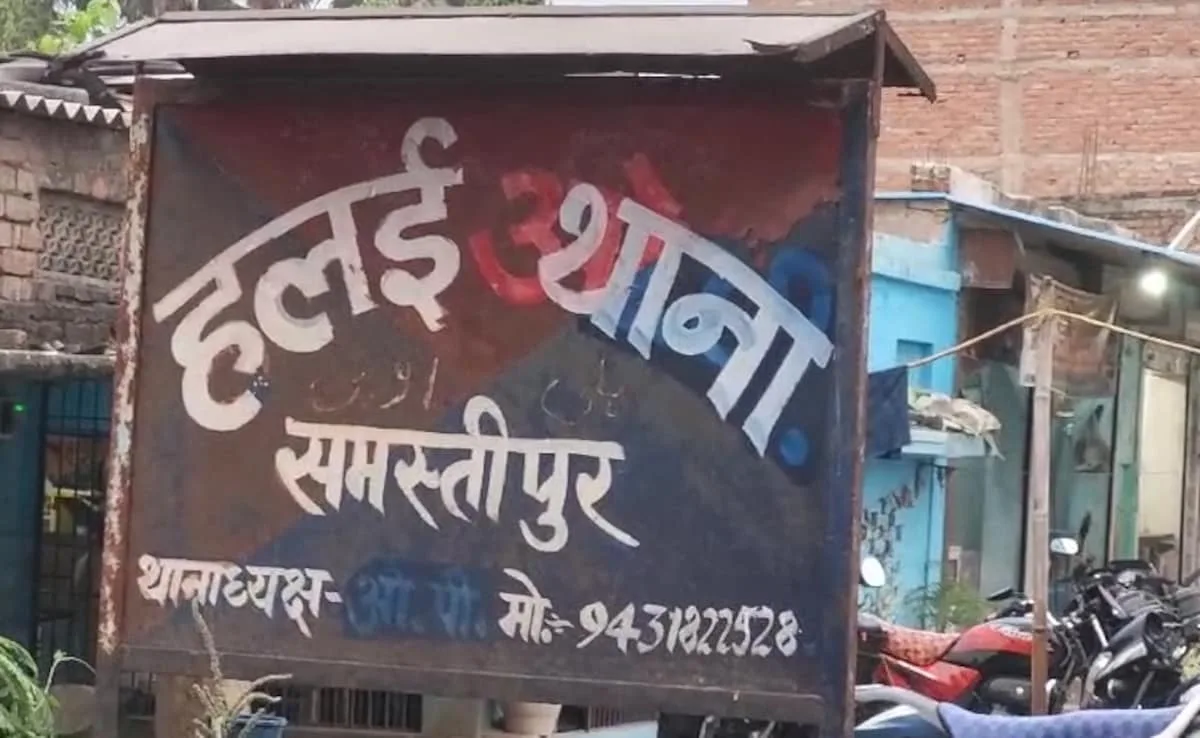 हलई थाना
समस्तीपुर
थानाध्यक्ष- ओ. पी. मो.:- 9431822528